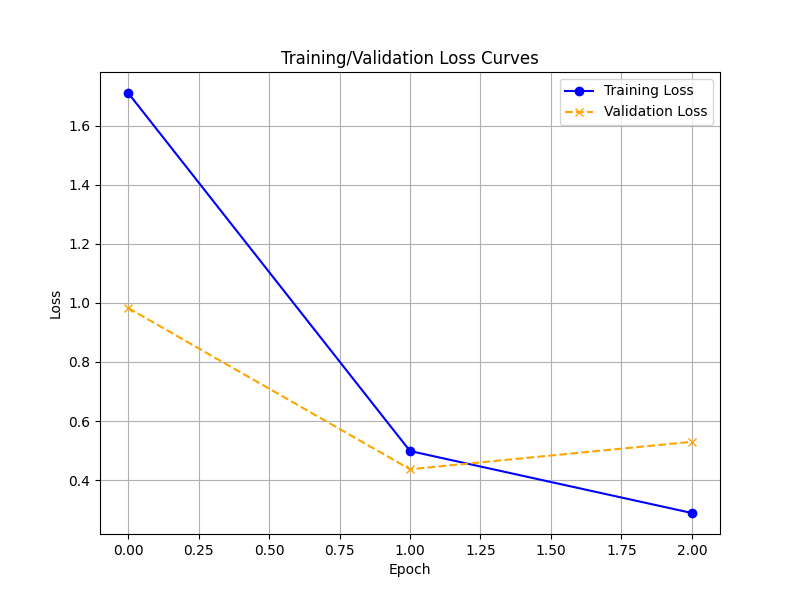 Training/Validation Loss Curves
Training Loss
Validation Loss
1.6
1.4
1.2
1.0
0.8
0.6
0.4
Loss
0.00 0.25 0.50 0.75 1.00 1.25 1.50 1.75 2.00
Epoch